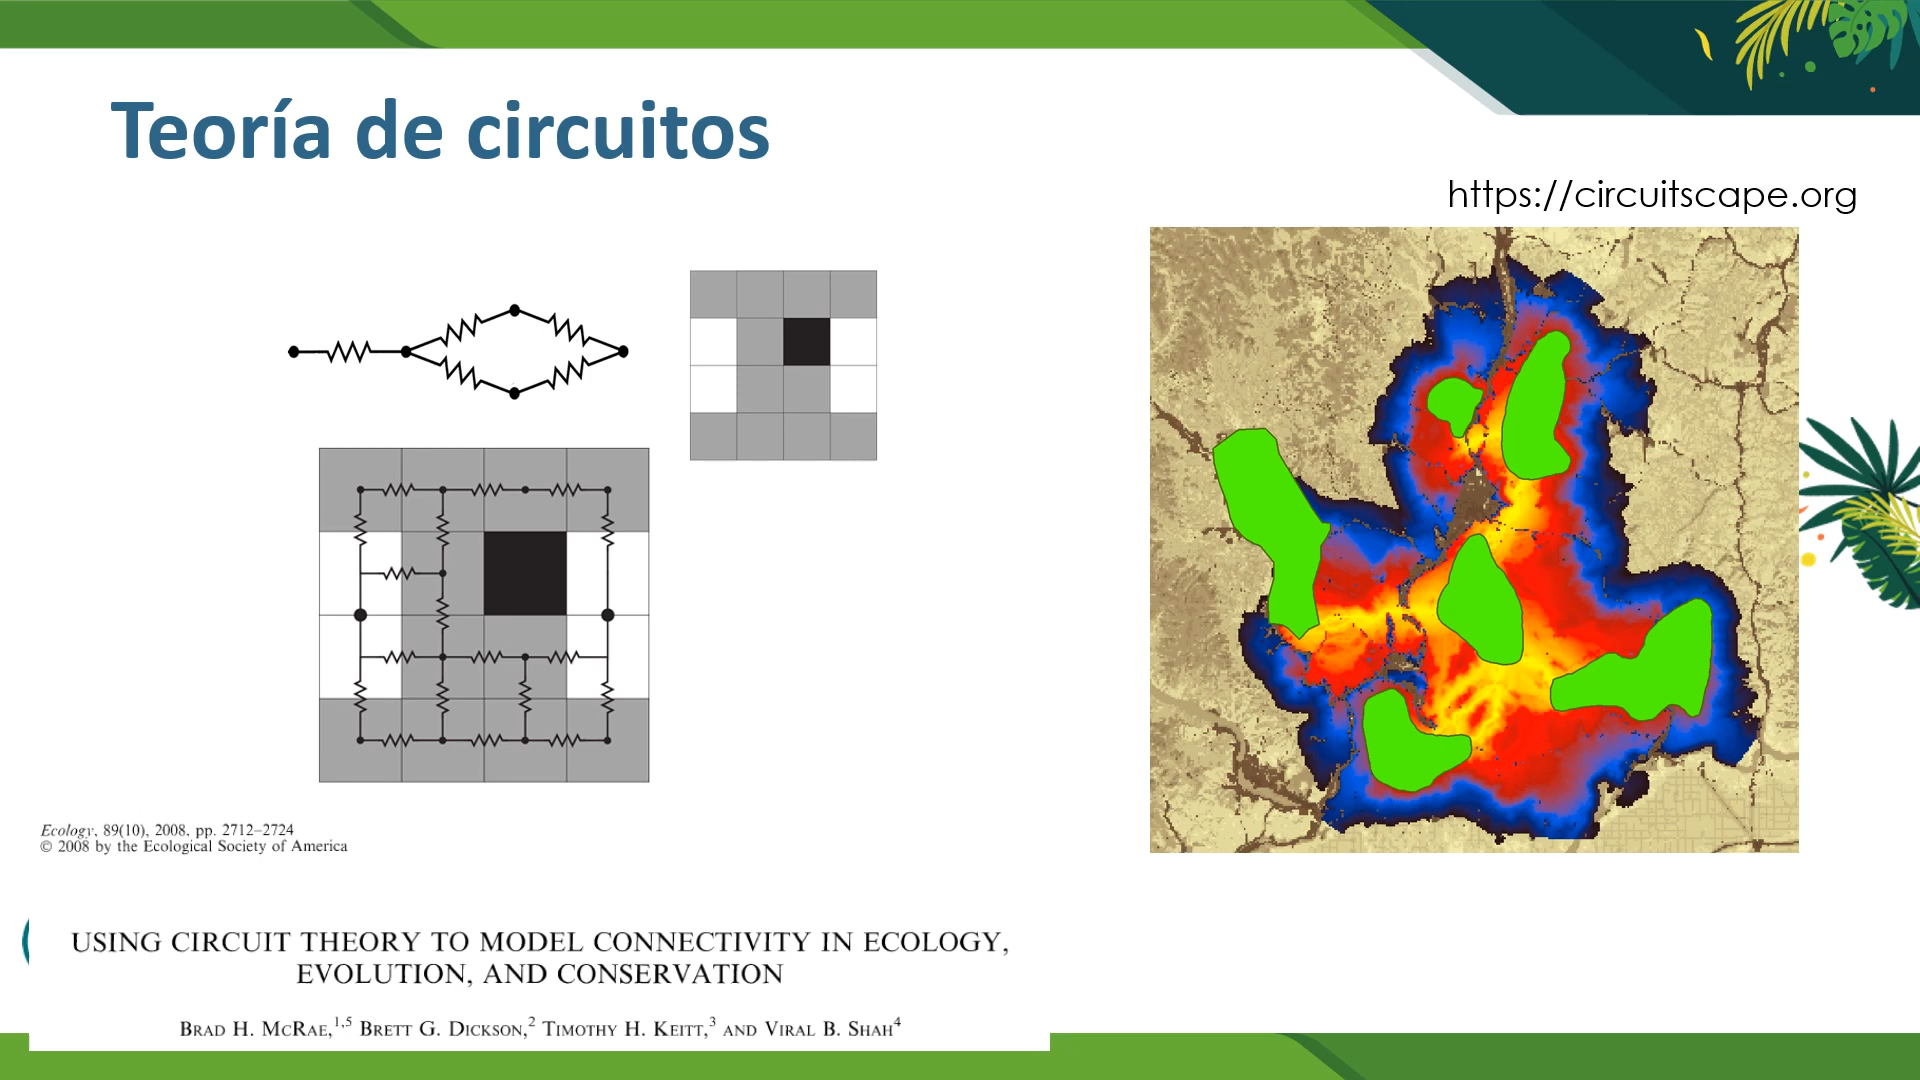 Teoría de circuitos
https://circuitscape.org
Ecology, 89(10), 2008, pp. 2712–2724
© 2008 by the Ecological Society of America
USING CIRCUIT THEORY TO MODEL CONNECTIVITY IN ECOLOGY,
EVOLUTION, AND CONSERVATION
BRAD H. MCRAE,1,5 BRETT G. DICKSON,2 TIMOTHY H. KEITT,3 AND VIRAL B. SHAH4